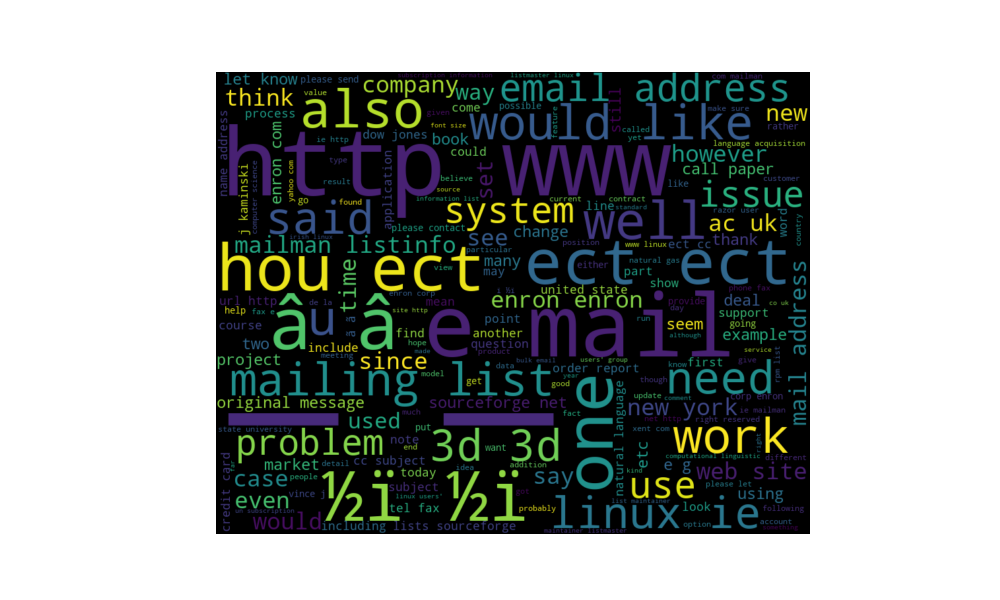 let know please send
company
way
email address
com mailman
think
value
also
come
possible
would like
make sure
new
still
process
given
font size
called
rather
http www
ie http
dow jones
book
feature
yet
language acquisition
name address
enron com
could
however
type
application
set
call paper
result
believe
like
customer
computer science
yahoo com
source
issue
j kaminski
go
found
information list
current
contract
said
system
well
line
standard
razor user
ac uk
word
country
please contact
change
position
mailman listinfo
see
particular
www linux
ect cc
thank
hou ect
many
either
natural gas
ect ect
view
may
part
show
time
enron corp
united state
phone fax
url http
de la
mean
enron enron
provide
deal
co uk
help
fax e
â u â
site http
e mail
day
support
course
point
run
seem
going
find
another
although
example
two
include
hope
question
mail address
meeting
made
product
project
since
bulk email
users' group
service
data
order report
know
first
mailing list
model
get
year
give
rpm list
good
though
need
original message
much
sourceforge net
one
update
comment
corp enron
new york
ie mailman
used
fact
right reserved
state university
put
natural language
problem
note
end
3d 3d
want
etc
xent com
work
different
market
detail
cc subject
idea
addition
computational linguistic
case
people
today
say
kind
e g
web site
please let
even
½ï ½ï
subject
use
using
credit card
vince j
linux users'
got
probably
list maintainer
tel fax
linux
look
following
would
including lists sourceforge
option
ie
account
mailing listmaster